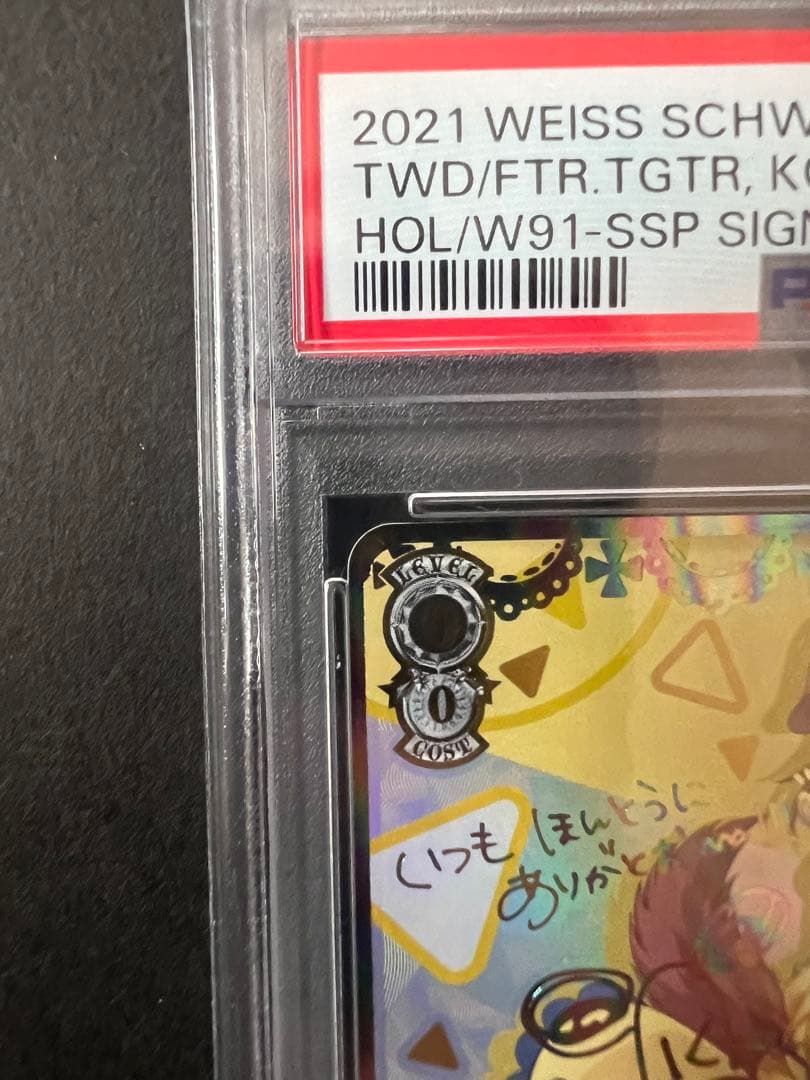 2021 WEISS SCHW
TWD/FTR.TGTR, KO
HOL/W91-SSP SIGN
LEVEL
0
COST
いつも ほんとうに
ありがと